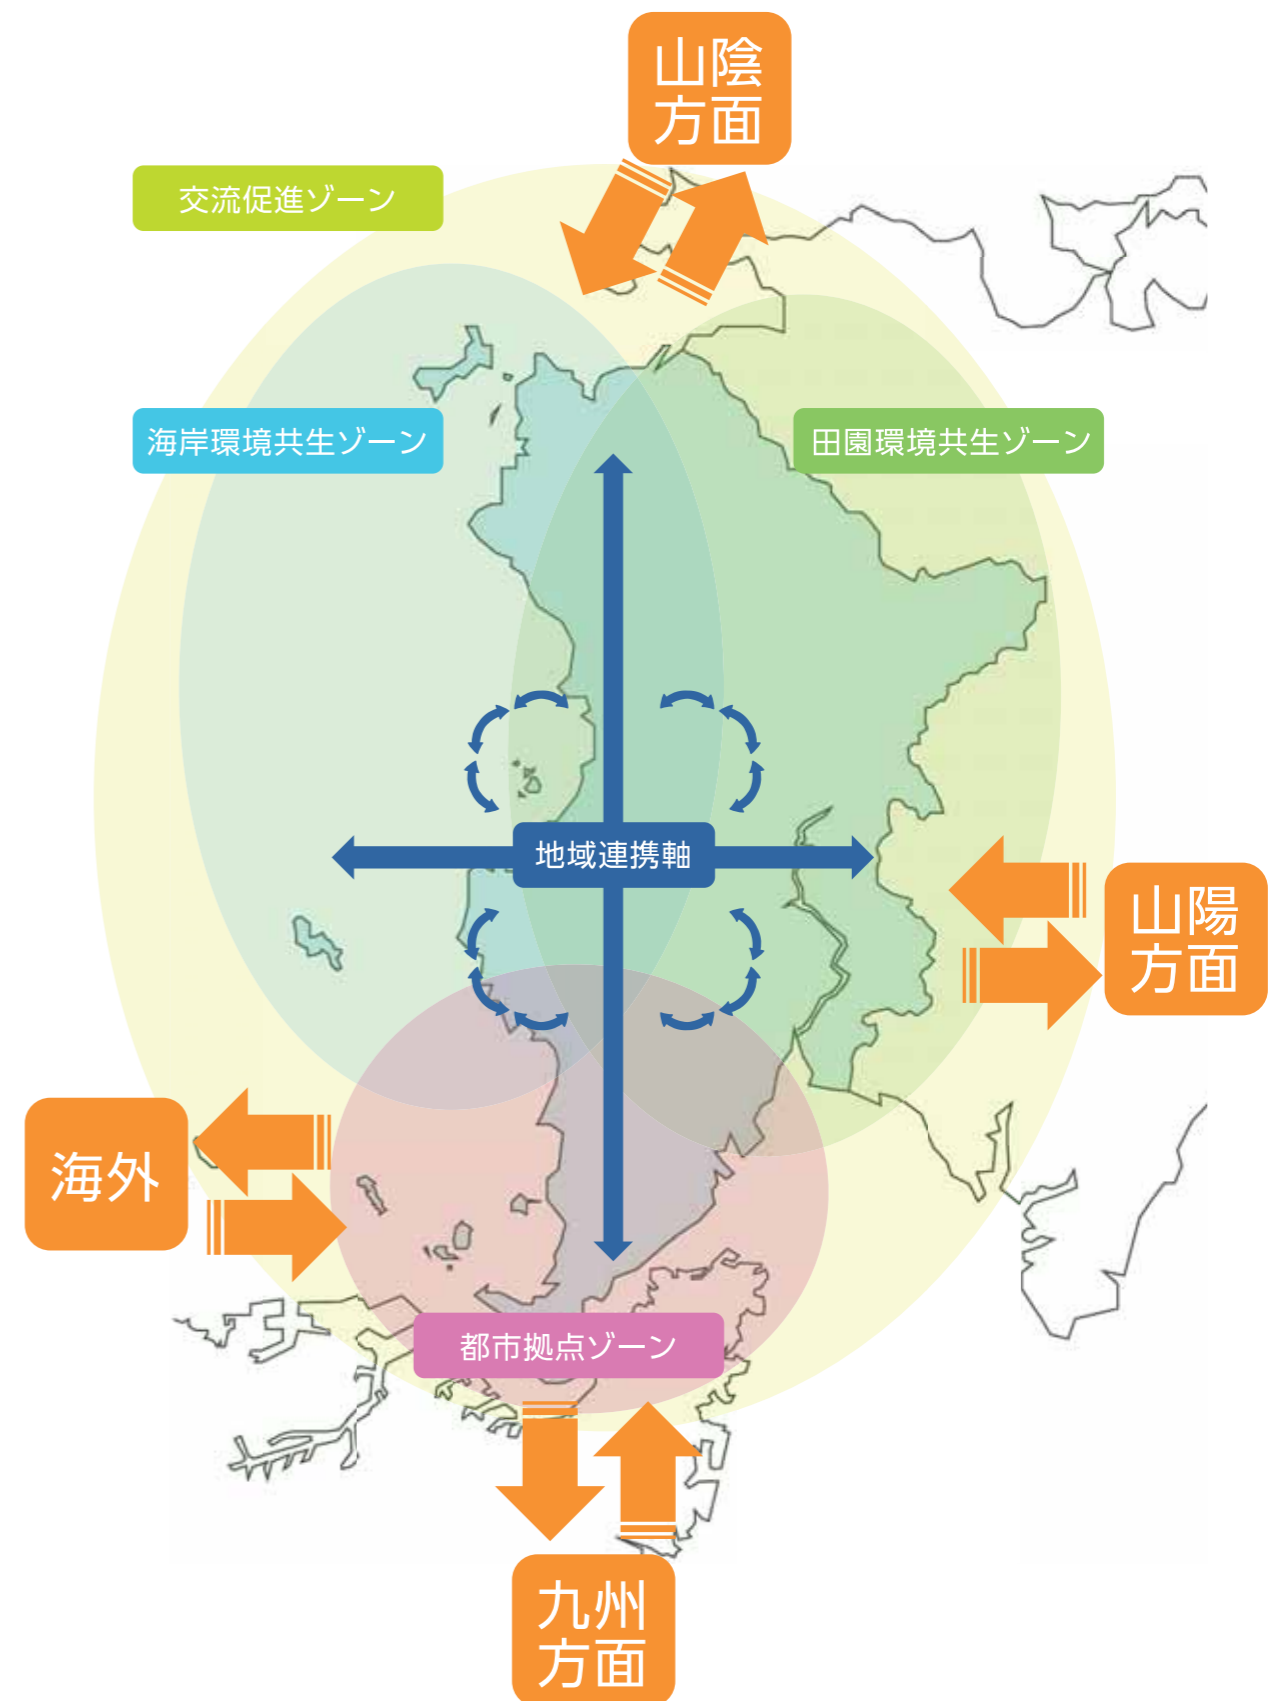 山陰
方面
交流促進ゾーン
海岸環境共生ゾーン
田園環境共生ゾーン
地域連携軸
山陽
方面
海外
都市拠点ゾーン
九州
方面